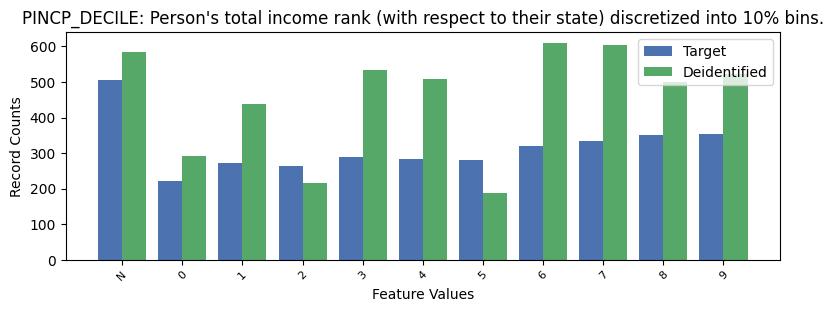 PINCP_DECILE: Person's total income rank (with respect to their state) discretized into 10% bins.
Target
Deidentified
600
500
400
300
200
100
0
Record Counts
N 0 1 2 3 4 5 6 7 8 9
Feature Values